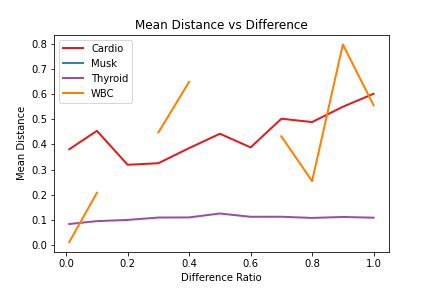 Mean Distance vs Difference
Cardio
Musk
Thyroid
WBC
Mean Distance
0.8
0.7
0.6
0.5
0.4
0.3
0.2
0.1
0.0
0.0 0.2 0.4 0.6 0.8 1.0
Difference Ratio